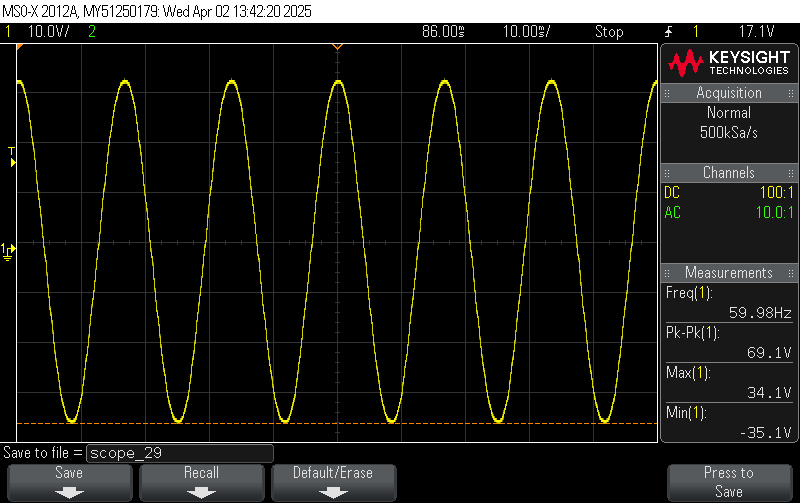 MSO-X 2012A, MY51250179: Wed Apr 02 13:42:20 2025
1 10.0V/ 2 86.00ms 10.00ms/ Stop 1 17.1V
KEYSIGHT
TECHNOLOGIES
Acquisition
Normal
500kSa/s
Channels
DC 100:1
AC 10.0:1
Measurements
Freq(1):
59.98Hz
Pk-Pk(1):
69.1V
Max(1):
34.1V
Min(1):
-35.1V
T
1
Save to file = scope_29
Save
Recall
Default/Erase
Press to
Save